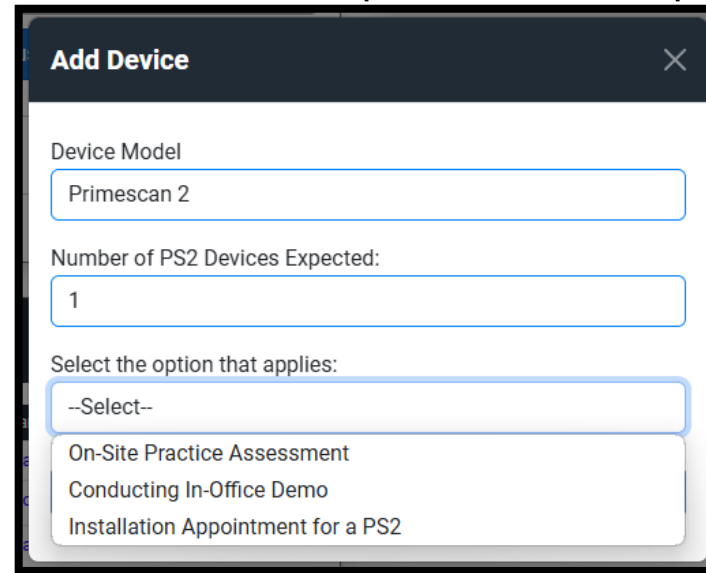 Add Device
Device Model
Primescan 2
Number of PS2 Devices Expected:
1
Select the option that applies:
--Select--
On-Site Practice Assessment
Conducting In-Office Demo
Installation Appointment for a PS2